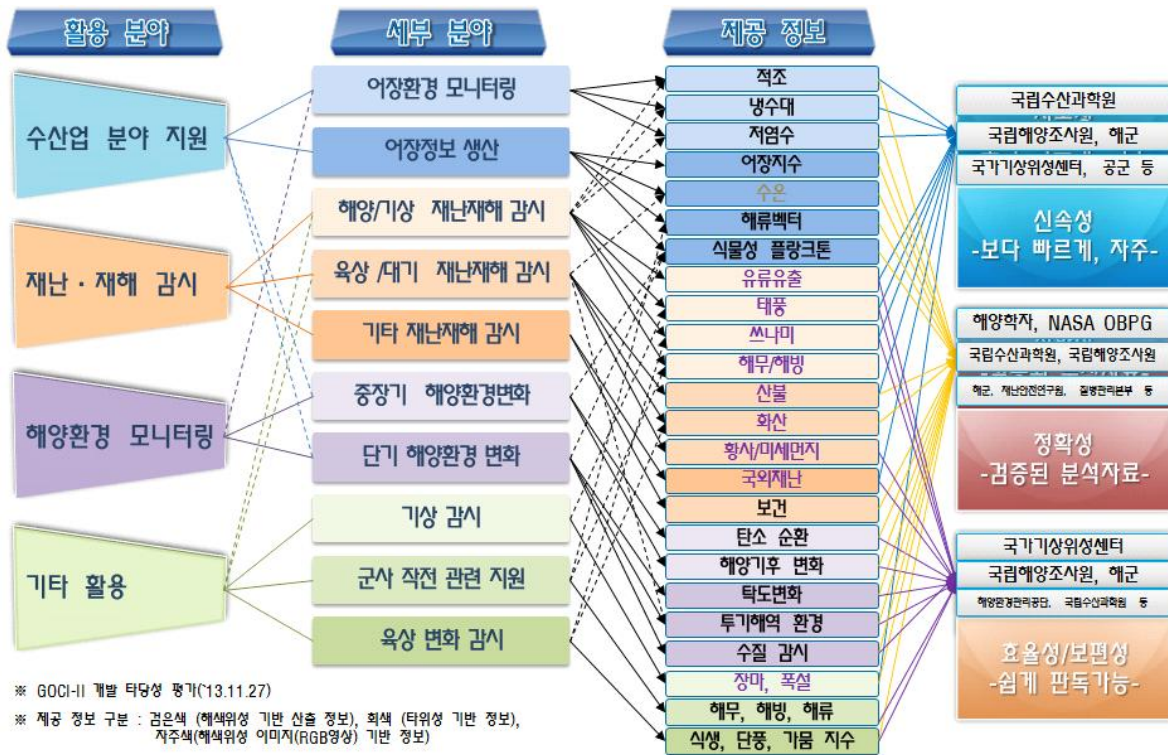 활용 분야
세부 분야
제공 정보
수산업 분야 지원
재난·재해 감시
해양환경 모니터링
기타 활용
어장환경 모니터링
어장정보 생산
해양/기상 재난재해 감시
육상 /대기 재난재해 감시
기타 재난재해 감시
중장기 해양환경변화
단기 해양환경 변화
기상 감시
군사 작전 관련 지원
육상 변화 감시
적조
냉수대
저염수
어장지수
수온
해류벡터
식물성 플랑크톤
유류유출
태풍
쓰나미
해무/해빙
산불
화산
황사/미세먼지
국외재난
보건
탄소 순환
해양기후 변화
탁도변화
투기해역 환경
수질 감시
장마, 폭설
해무, 해빙, 해류
식생, 단풍, 가뭄 지수
국립수산과학원
국립해양조사원, 해군
국가기상위성센터, 공군 등
신속성
-보다 빠르게, 자주-
해양학자, NASA OBPG
국립수산과학원, 국립해양조사원
해군, 재난안전연구원, 질병관리본부 등
정확성
-검증된 분석자료-
국가기상위성센터
국립해양조사원, 해군
해양환경관리공단, 국립수산과학원 등
효율성/보편성
-쉽게 판독가능-
※ GOCI-II 개발 타당성 평가('13.11.27)
※ 제공 정보 구분 : 검은색 (해색위성 기반 산출 정보), 회색 (타위성 기반 정보),
자주색(해색위성 이미지(RGB영상) 기반 정보)